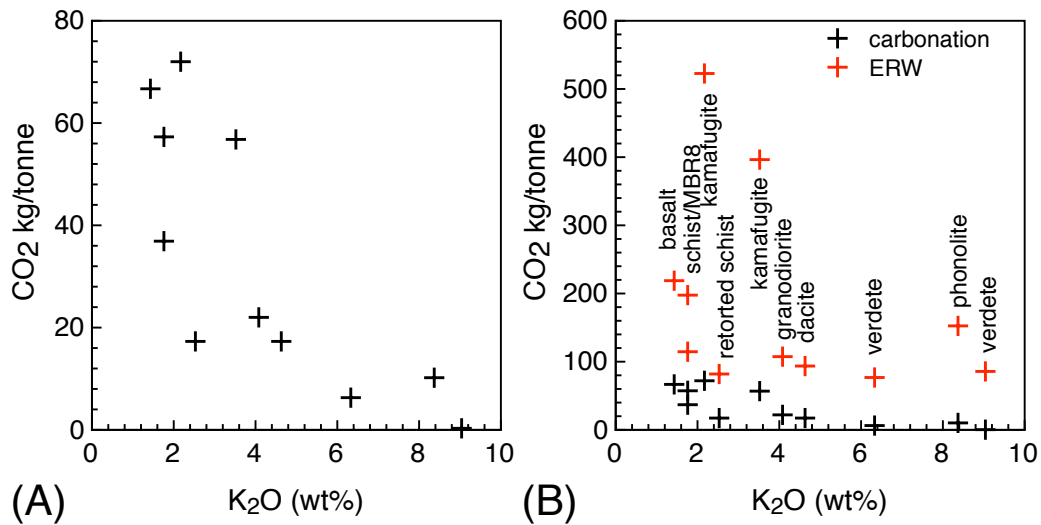 80
60
40
20
0
CO2 kg/tonne
0 2 4 6 8 10
K2O (wt%)
(A)
600
500
400
300
200
100
0
CO2 kg/tonne
carbonation
ERW
basalt
schist/MBR8
kamafugite
retorted schist
kamafugite
granodiorite
dacite
verdete
phonolite
verdete
0 2 4 6 8 10
K2O (wt%)
(B)